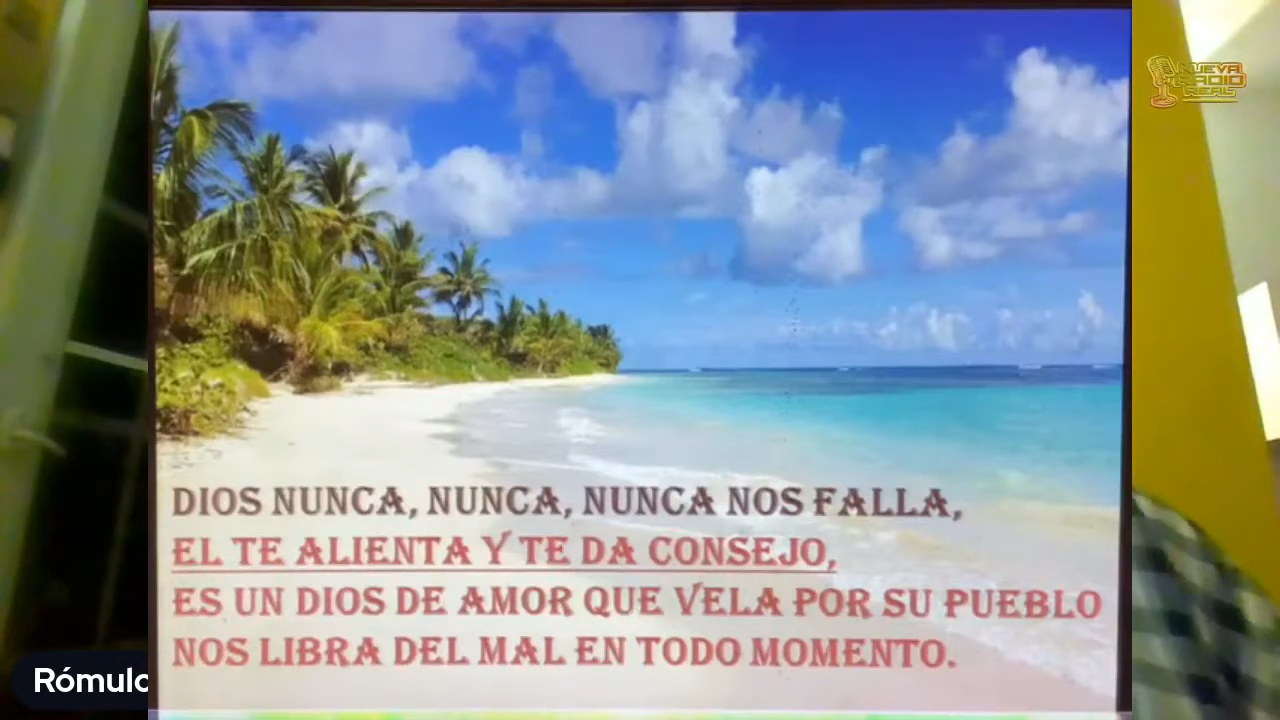 NUEVA
RADIO
REAL
DIOS NUNCA, NUNCA, NUNCA NOS FALLA,
EL TE ALIENTA Y TE DA CONSEJO,
ES UN DIOS DE AMOR QUE VELA POR SU PUEBLO
NOS LIBRA DEL MAL EN TODO MOMENTO.
Rómulo